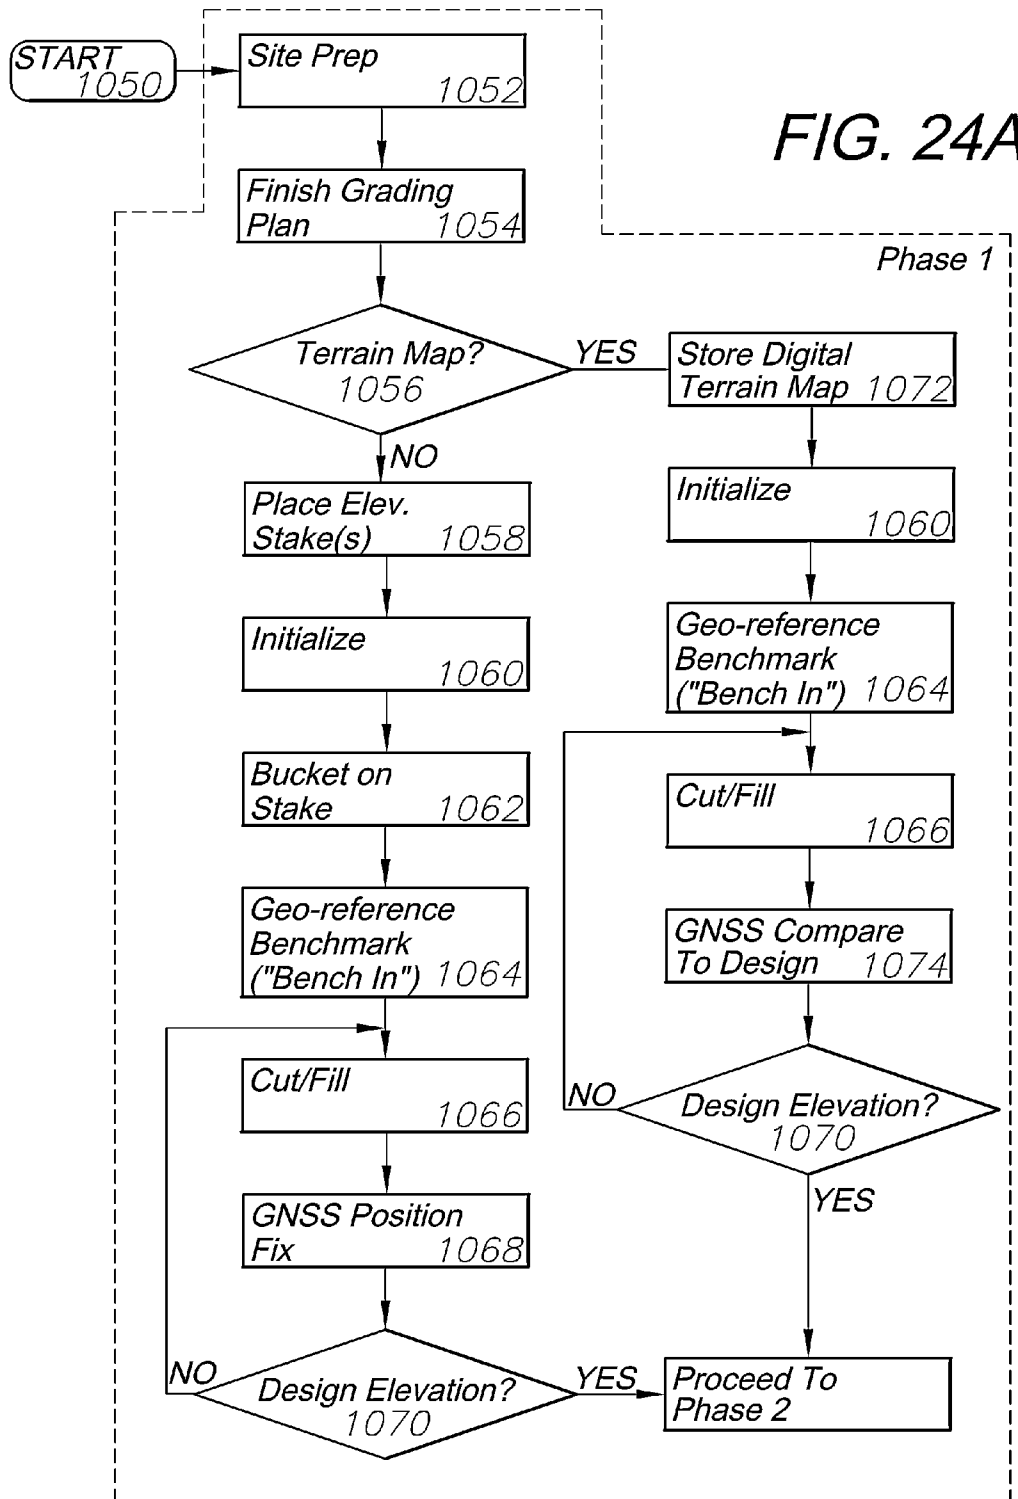 START
1050
Site Prep
1052
FIG. 24A
Finish Grading
Plan 1054
Phase 1
Terrain Map?
1056
YES
Store Digital
Terrain Map 1072
NO
Place Elev.
Stake(s) 1058
Initialize
1060
Initialize
1060
Geo-reference
Benchmark
("Bench In") 1064
Bucket on
Stake 1062
Cut/Fill
1066
Geo-reference
Benchmark
("Bench In") 1064
GNSS Compare
To Design 1074
Cut/Fill
1066
NO
Design Elevation?
1070
YES
GNSS Position
Fix 1068
NO
Design Elevation?
1070
YES
Proceed To
Phase 2